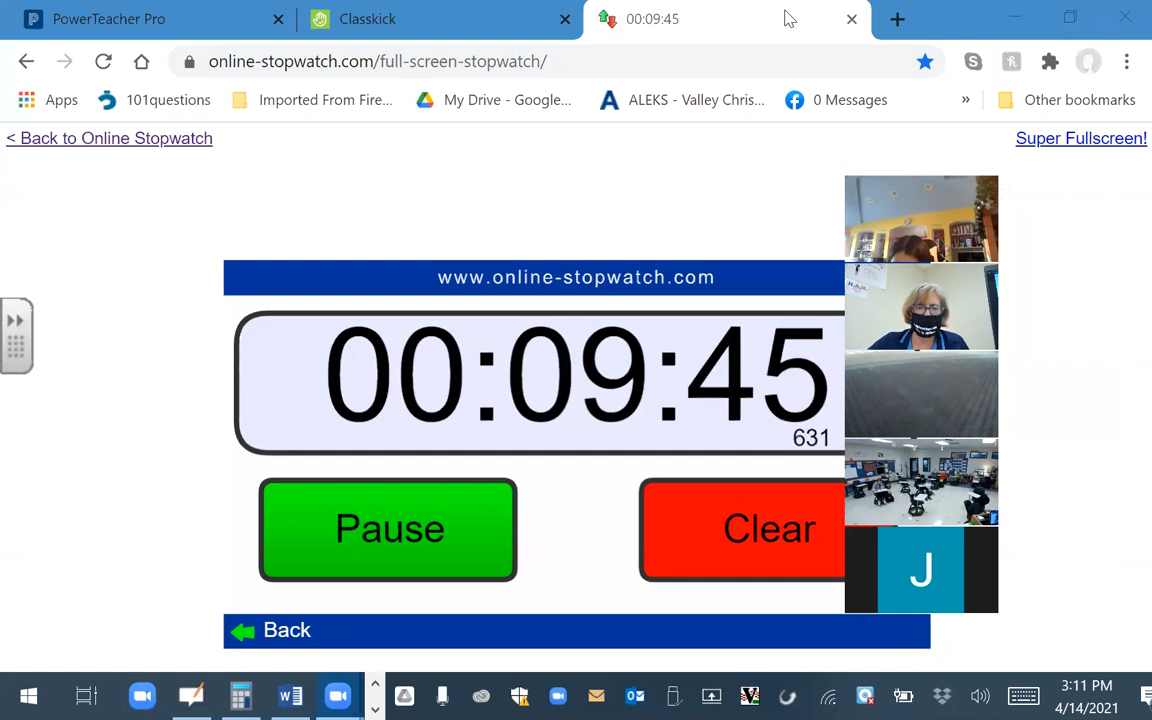 PowerTeacher Pro
Classkick
00:09:45
online-stopwatch.com/full-screen-stopwatch/
Apps
101questions
Imported From Fire...
My Drive - Google...
ALEKS - Valley Chris...
0 Messages
»
Other bookmarks
< Back to Online Stopwatch
Super Fullscreen!
www.online-stopwatch.com
00:09:45
631
Pause
Clear
J
Back
3:11 PM
4/14/2021